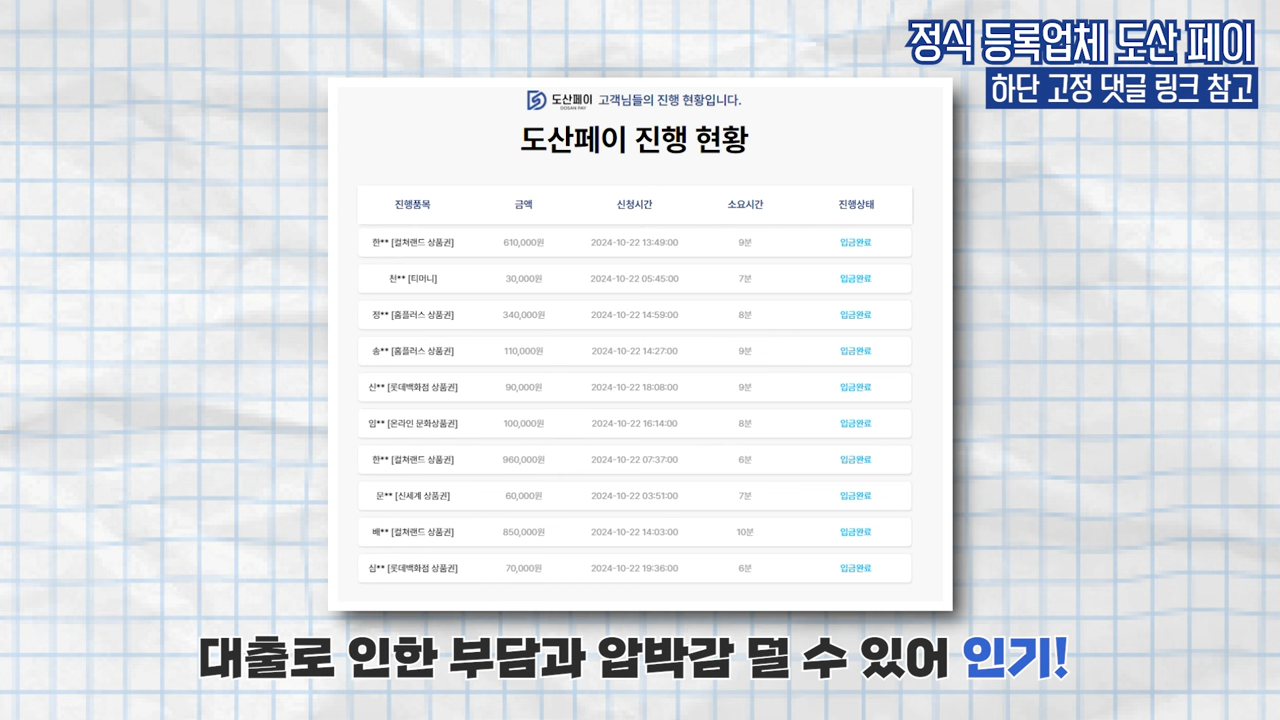 정식 등록업체 도산 페이
하단 고정 댓글 링크 참고
도산페이 DOSAN PAY 고객님들의 진행 현황입니다.
도산페이 진행 현황
진행품목 금액 신청시간 소요시간 진행상태
한** [컬쳐랜드 상품권] 610,000원 2024-10-22 13:49:00 9분 입금완료
천** [티머니] 30,000원 2024-10-22 05:45:00 7분 입금완료
정** [홈플러스 상품권] 340,000원 2024-10-22 14:59:00 8분 입금완료
송** [홈플러스 상품권] 110,000원 2024-10-22 14:27:00 9분 입금완료
신** [롯데백화점 상품권] 90,000원 2024-10-22 18:08:00 9분 입금완료
임** [온라인 문화상품권] 100,000원 2024-10-22 16:14:00 8분 입금완료
한** [컬쳐랜드 상품권] 960,000원 2024-10-22 07:37:00 6분 입금완료
문** [신세계 상품권] 60,000원 2024-10-22 03:51:00 7분 입금완료
배** [컬쳐랜드 상품권] 850,000원 2024-10-22 14:03:00 10분 입금완료
심** [롯데백화점 상품권] 70,000원 2024-10-22 19:36:00 6분 입금완료
대출로 인한 부담과 압박감 덜 수 있어 인기!